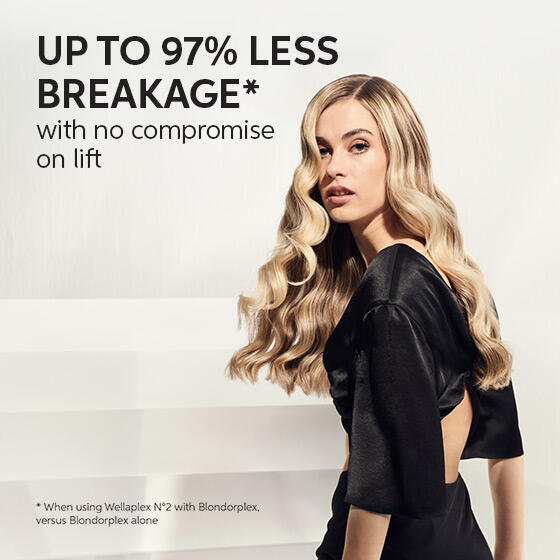 UP TO 97% LESS
BREAKAGE*
with no compromise
on lift
* When using Wellaplex N°2 with Blondorplex,
versus Blondorplex alone